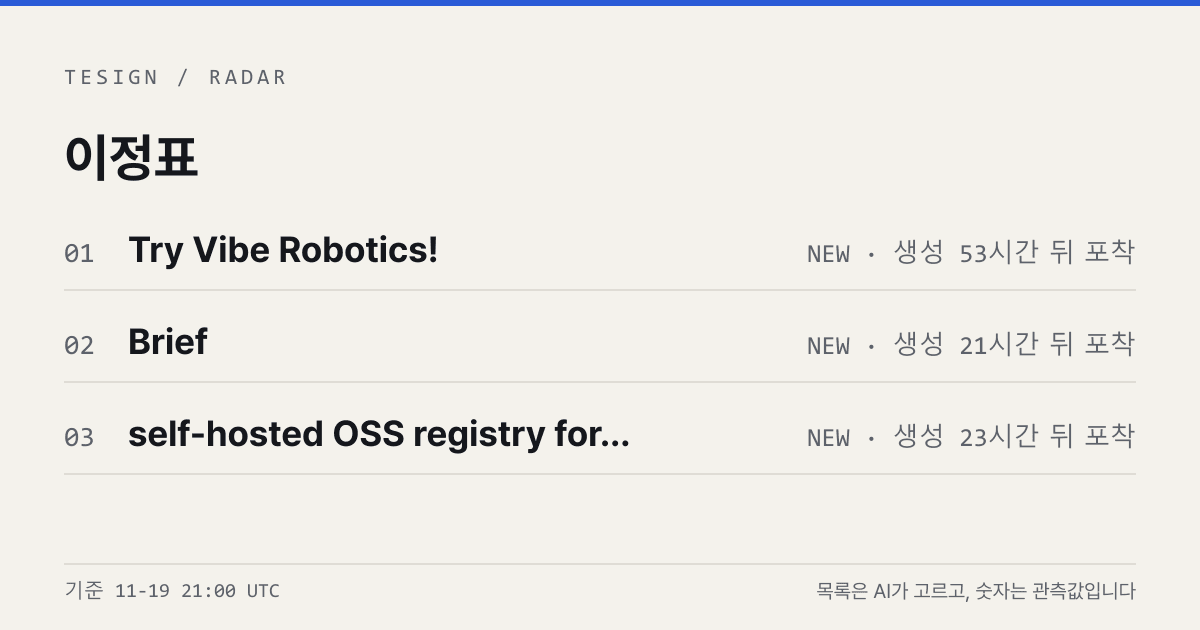 TESIGN / RADAR
이정표
01 Try Vibe Robotics! NEW · 생성 53시간 뒤 포착
02 Brief NEW · 생성 21시간 뒤 포착
03 self-hosted OSS registry for... NEW · 생성 23시간 뒤 포착
기준 11-19 21:00 UTC 목록은 AI가 고르고, 숫자는 관측값입니다